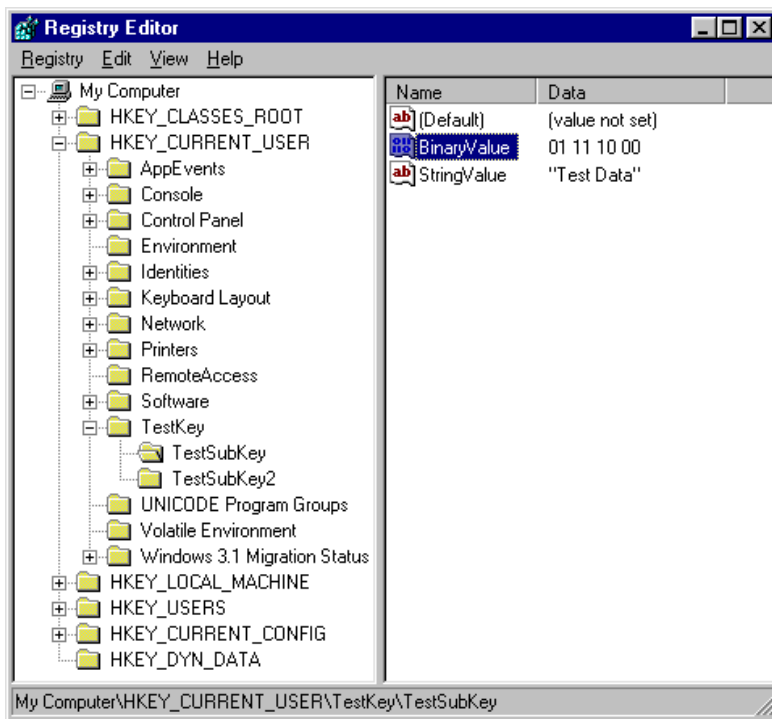 Registry Editor
Registry Edit View Help
My Computer
HKEY_CLASSES_ROOT
HKEY_CURRENT_USER
AppEvents
Console
Control Panel
Environment
Identities
Keyboard Layout
Network
Printers
RemoteAccess
Software
TestKey
TestSubKey
TestSubKey2
UNICODE Program Groups
Volatile Environment
Windows 3.1 Migration Status
HKEY_LOCAL_MACHINE
HKEY_USERS
HKEY_CURRENT_CONFIG
HKEY_DYN_DATA
Name Data
(Default) (value not set)
BinaryValue 01 11 10 00
StringValue "Test Data"
My Computer\HKEY_CURRENT_USER\TestKey\TestSubKey